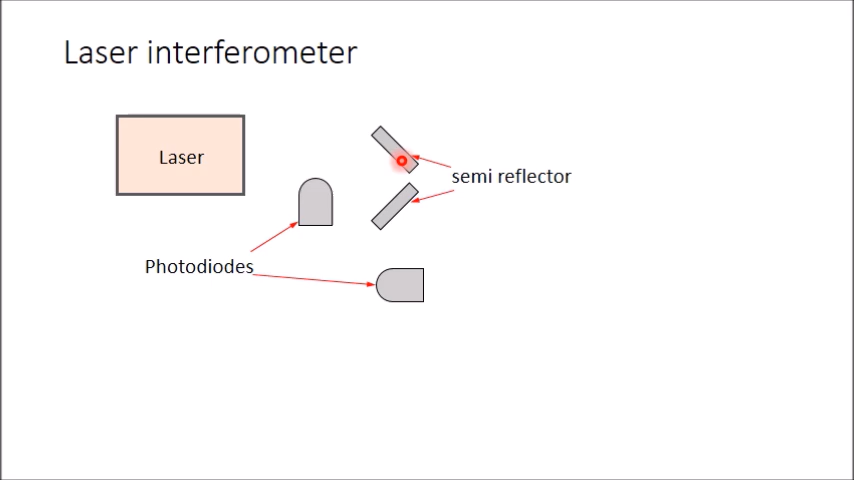 Laser interferometer
Laser
semi reflector
Photodiodes